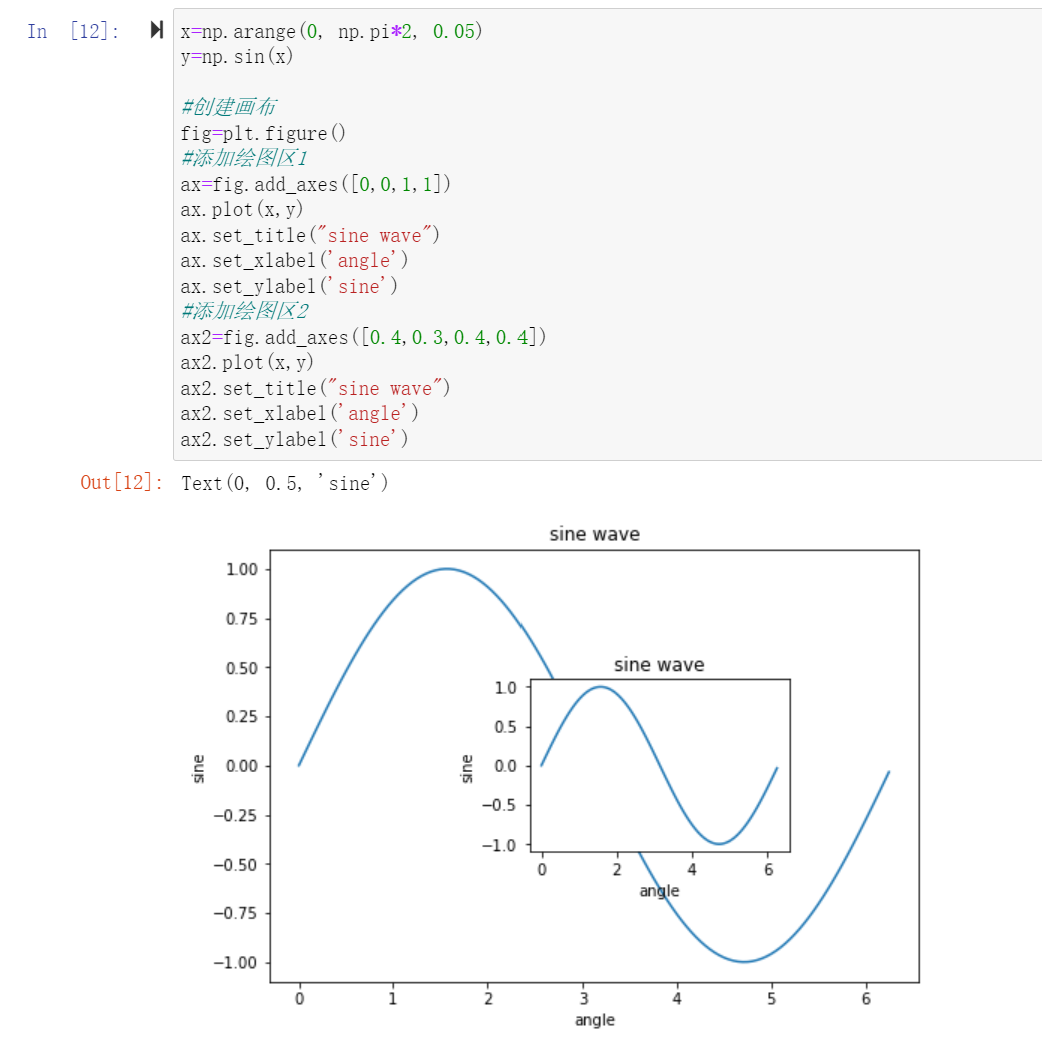 In [12]:
x=np.arange(0, np.pi*2, 0.05)
y=np.sin(x)
#创建画布
fig=plt.figure()
#添加绘图区1
ax=fig.add_axes([0,0,1,1])
ax.plot(x,y)
ax.set_title("sine wave")
ax.set_xlabel('angle')
ax.set_ylabel('sine')
#添加绘图区2
ax2=fig.add_axes([0.4,0.3,0.4,0.4])
ax2.plot(x,y)
ax2.set_title("sine wave")
ax2.set_xlabel('angle')
ax2.set_ylabel('sine')
Out[12]: Text(0, 0.5, 'sine')
sine wave
1.00
0.75
0.50
0.25
0.00
−0.25
−0.50
−0.75
−1.00
sine
0 1 2 3 4 5 6
angle
sine wave
1.0
0.5
0.0
−0.5
−1.0
sine
0 2 4 6
angle